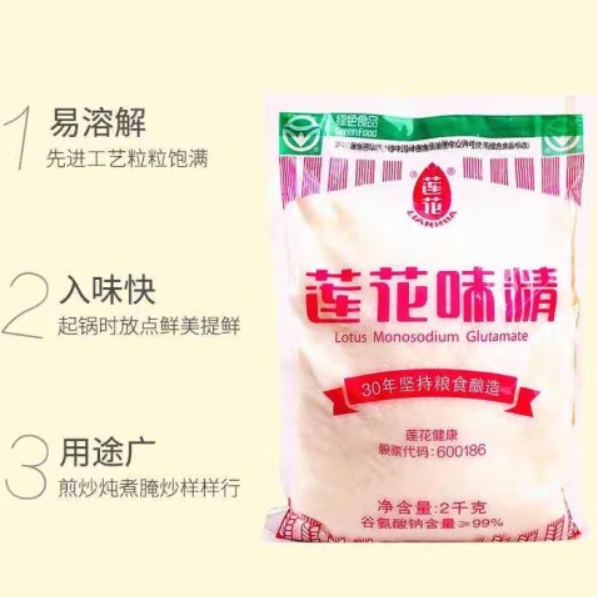 1
易溶解
先进工艺粒粒饱满
2
入味快
起锅时放点鲜美提鲜
3
用途广
煎炒炖煮腌炒样样行
绿色食品
Green Food
莲花
LIANHUA
莲花味精
Lotus Monosodium Glutamate
30年坚持粮食酿造
莲花健康
股票代码:600186
净含量:2千克
谷氨酸钠含量≥99%